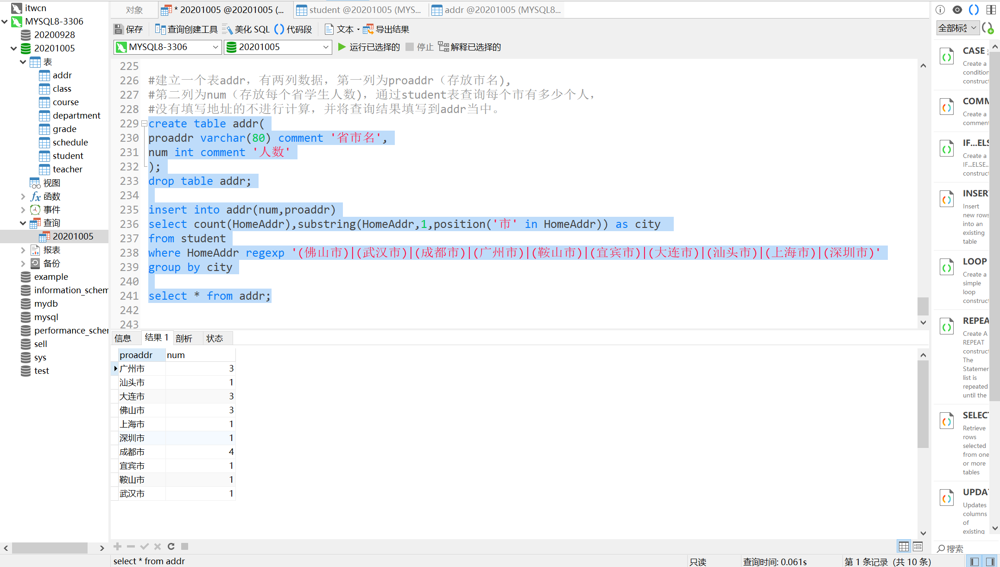 itwcn
MYSQL8-3306
20200928
20201005
表
addr
class
course
department
grade
schedule
student
teacher
视图
函数
事件
查询
20201005
报表
备份
example
information_schem
mydb
mysql
performance_scher
sell
sys
test
对象
* 20201005 @20201005 (...
student @20201005 (MYS...
addr @20201005 (MYSQL8...
保存
查询创建工具
美化 SQL
代码段
文本
导出结果
MYSQL8-3306
20201005
运行已选择的
停止
解释已选择的
225
226 #建立一个表addr，有两列数据，第一列为proaddr（存放市名),
227 #第二列为num（存放每个省学生人数)，通过student表查询每个市有多少个人，
228 #没有填写地址的不进行计算，并将查询结果填写到addr当中。
229 create table addr(
230 proaddr varchar(80) comment '省市名',
231 num int comment '人数'
232 );
233 drop table addr;
234
235 insert into addr(num,proaddr)
236 select count(HomeAddr),substring(HomeAddr,1,position('市' in HomeAddr)) as city
237 from student
238 where HomeAddr regexp '(佛山市)|(武汉市)|(成都市)|(广州市)|(鞍山市)|(宜宾市)|(大连市)|(汕头市)|(上海市)|(深圳市)'
239 group by city
240
241 select * from addr;
242
243
信息
结果 1
剖析
状态
proaddr num
广州市 3
汕头市 1
大连市 3
佛山市 3
上海市 1
深圳市 1
成都市 4
宜宾市 1
鞍山市 1
武汉市 1
select * from addr
只读
查询时间: 0.061s
第 1 条记录 (共 10 条)
全部标签
CASE
Create a
condition
construct
COMM
Create a
comment
IF...ELS
Create a
IF...ELSE..
construct
INSER
Insert
new rows
into an
existing
table
LOOP
Create a
simple
loop
construct
REPEA
Create A
REPEAT
construct
The
Statemer
list is
repeated
until the
SELECT
Retrieve
rows
selected
from one
or more
tables
UPDA
Updates
columns
of
existing
搜索